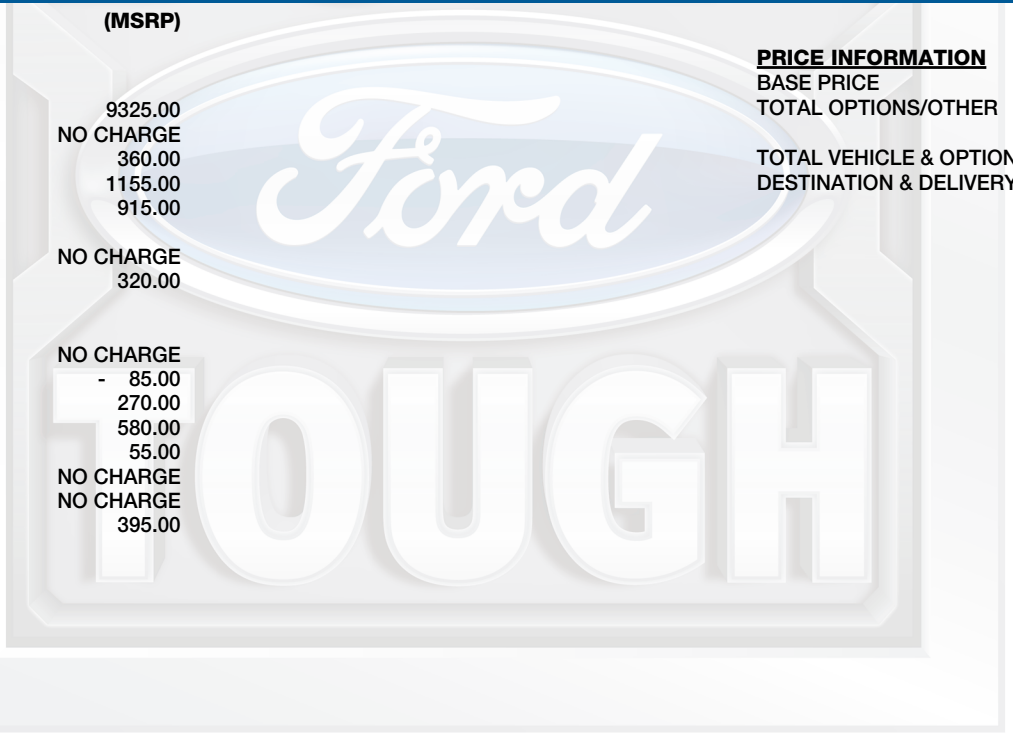 (MSRP)
9325.00
NO CHARGE
360.00
1155.00
915.00
NO CHARGE
320.00
NO CHARGE
- 85.00
270.00
580.00
55.00
NO CHARGE
NO CHARGE
395.00
PRICE INFORMATION
BASE PRICE
TOTAL OPTIONS/OTHER
TOTAL VEHICLE & OPTION
DESTINATION & DELIVERY
Ford
TOUGH